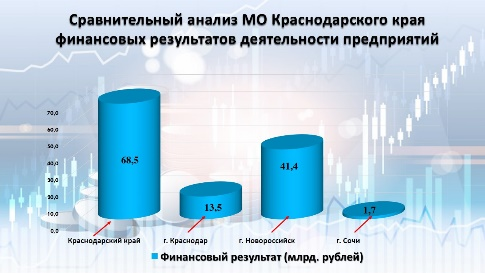 Сравнительный анализ МО Краснодарского края
финансовых результатов деятельности предприятий
70,0
60,0
50,0
40,0
30,0
20,0
10,0
0,0
68,5
13,5
41,4
1,7
Краснодарский край
г. Краснодар
г. Новороссийск
г. Сочи
Финансовый результат (млрд. рублей)